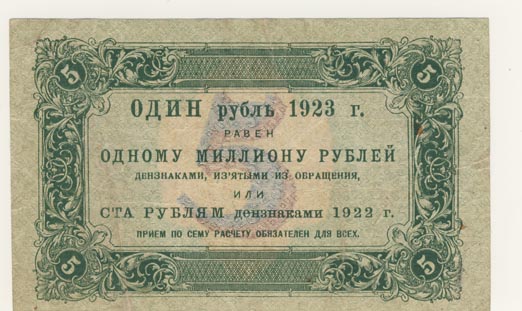 5 5
ОДИН рубль 1923 г.
РАВЕН
ОДНОМУ МИЛЛИОНУ РУБЛЕЙ
ДЕНЗНАКАМИ, ИЗ'ЯТЫМИ ИЗ ОБРАЩЕНИЯ,
ИЛИ
СТА РУБЛЯМ дензнаками 1922 г.
ПРИЕМ ПО СЕМУ РАСЧЕТУ ОБЯЗАТЕЛЕН ДЛЯ ВСЕХ.
5
5 5